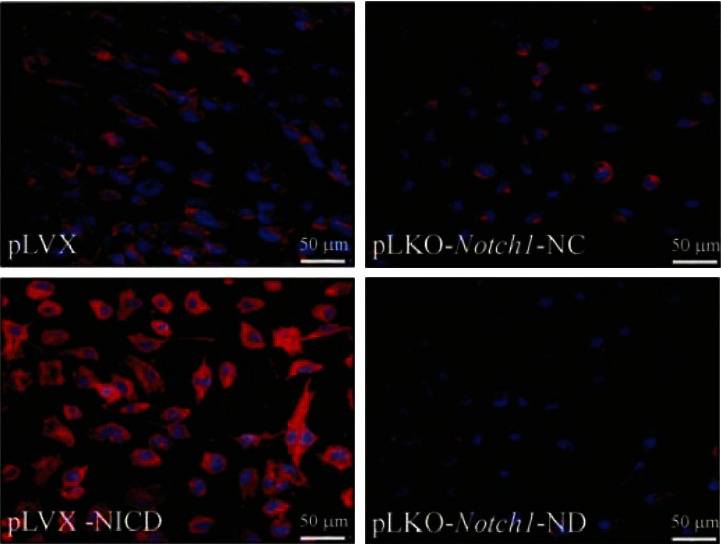 pLVX
50 µm
pLKO-Notch1-NC
50 µm
pLVX -NICD
50 µm
pLKO-Notch1-ND
50 µm